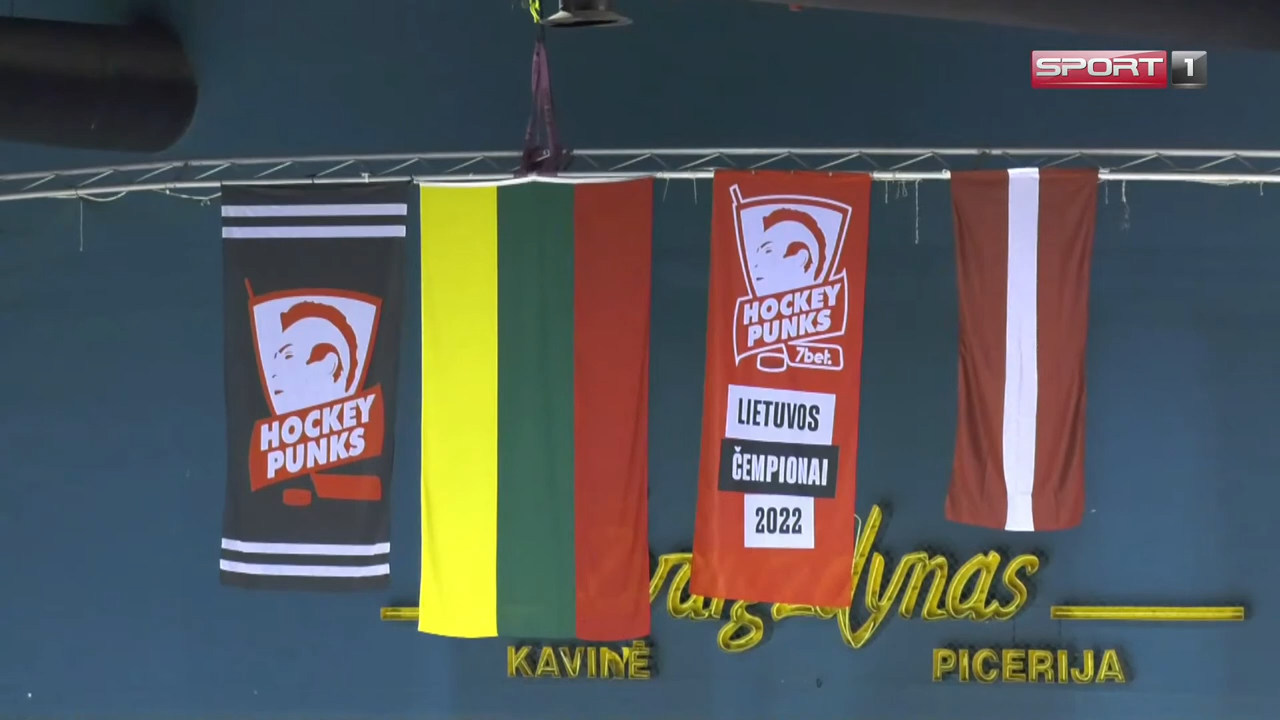 SPORT 1
HOCKEY
PUNKS
HOCKEY
PUNKS
7bet.
LIETUVOS
ČEMPIONAI
2022
KAVINĖ
PICERIJA